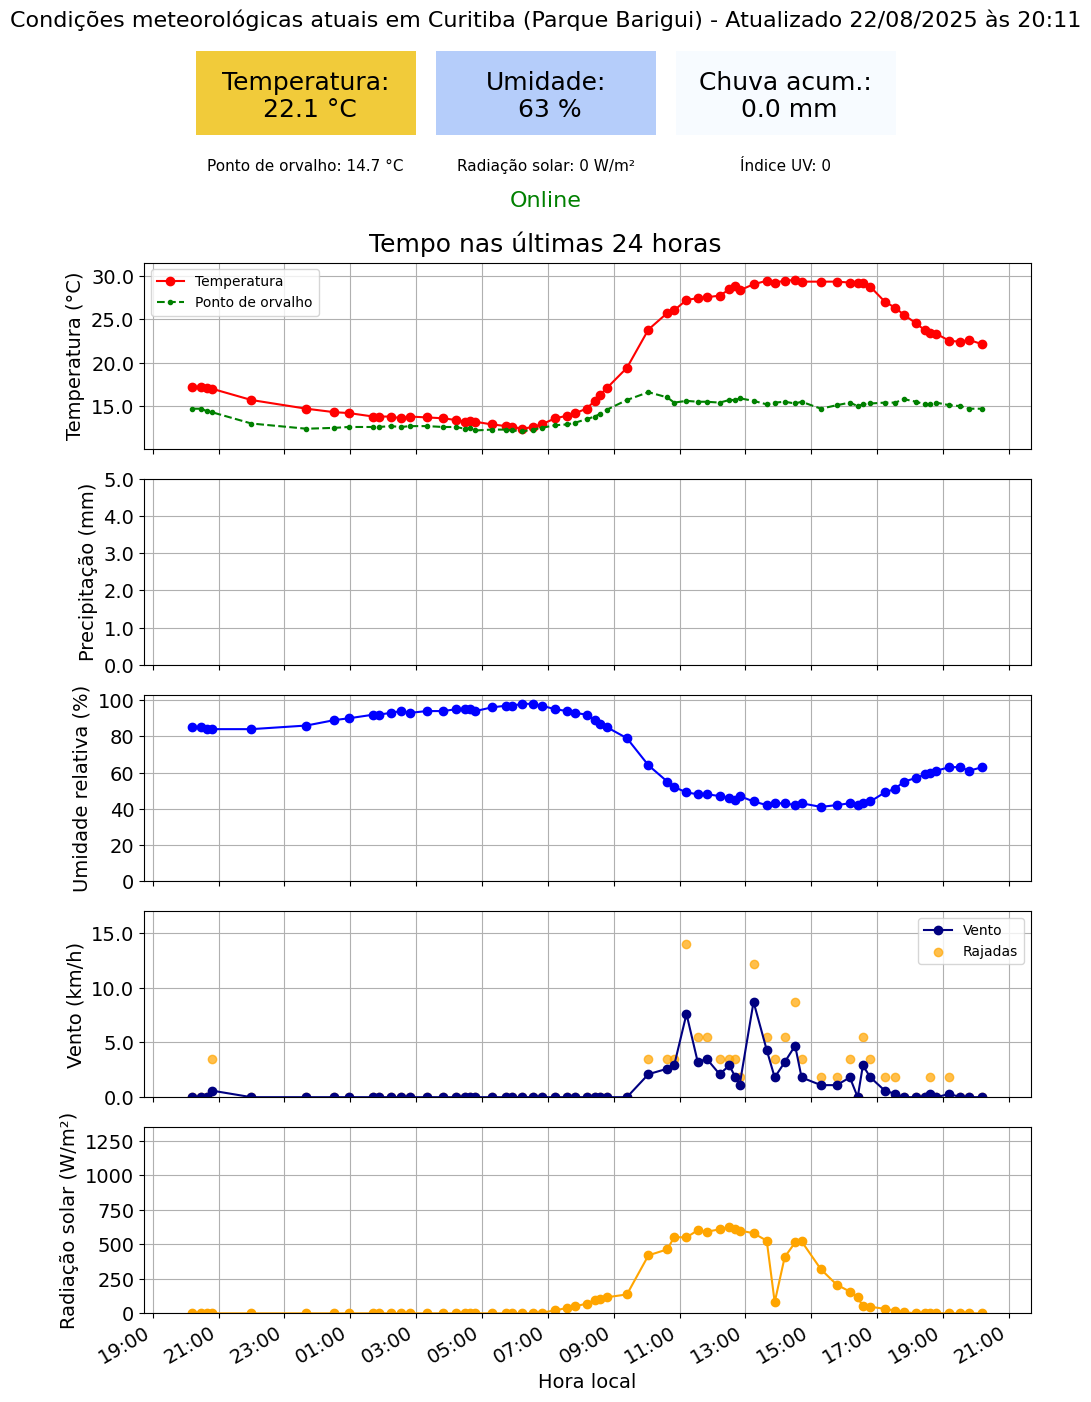 Condições meteorológicas atuais em Curitiba (Parque Barigui) - Atualizado 22/08/2025 às 20:11
Temperatura:
22.1 °C
Umidade:
63 %
Chuva acum.:
0.0 mm
Ponto de orvalho: 14.7 °C
Radiação solar: 0 W/m²
Índice UV: 0
Online
Tempo nas últimas 24 horas
Temperatura (°C)
30.0
25.0
20.0
15.0
Temperatura
Ponto de orvalho
Precipitação (mm)
5.0
4.0
3.0
2.0
1.0
0.0
Umidade relativa (%)
100
80
60
40
20
0
Vento (km/h)
15.0
10.0
5.0
0.0
Vento
Rajadas
Radiação solar (W/m²)
1250
1000
750
500
250
0
19:00
21:00
23:00
01:00
03:00
05:00
07:00
09:00
11:00
13:00
15:00
17:00
19:00
21:00
Hora local